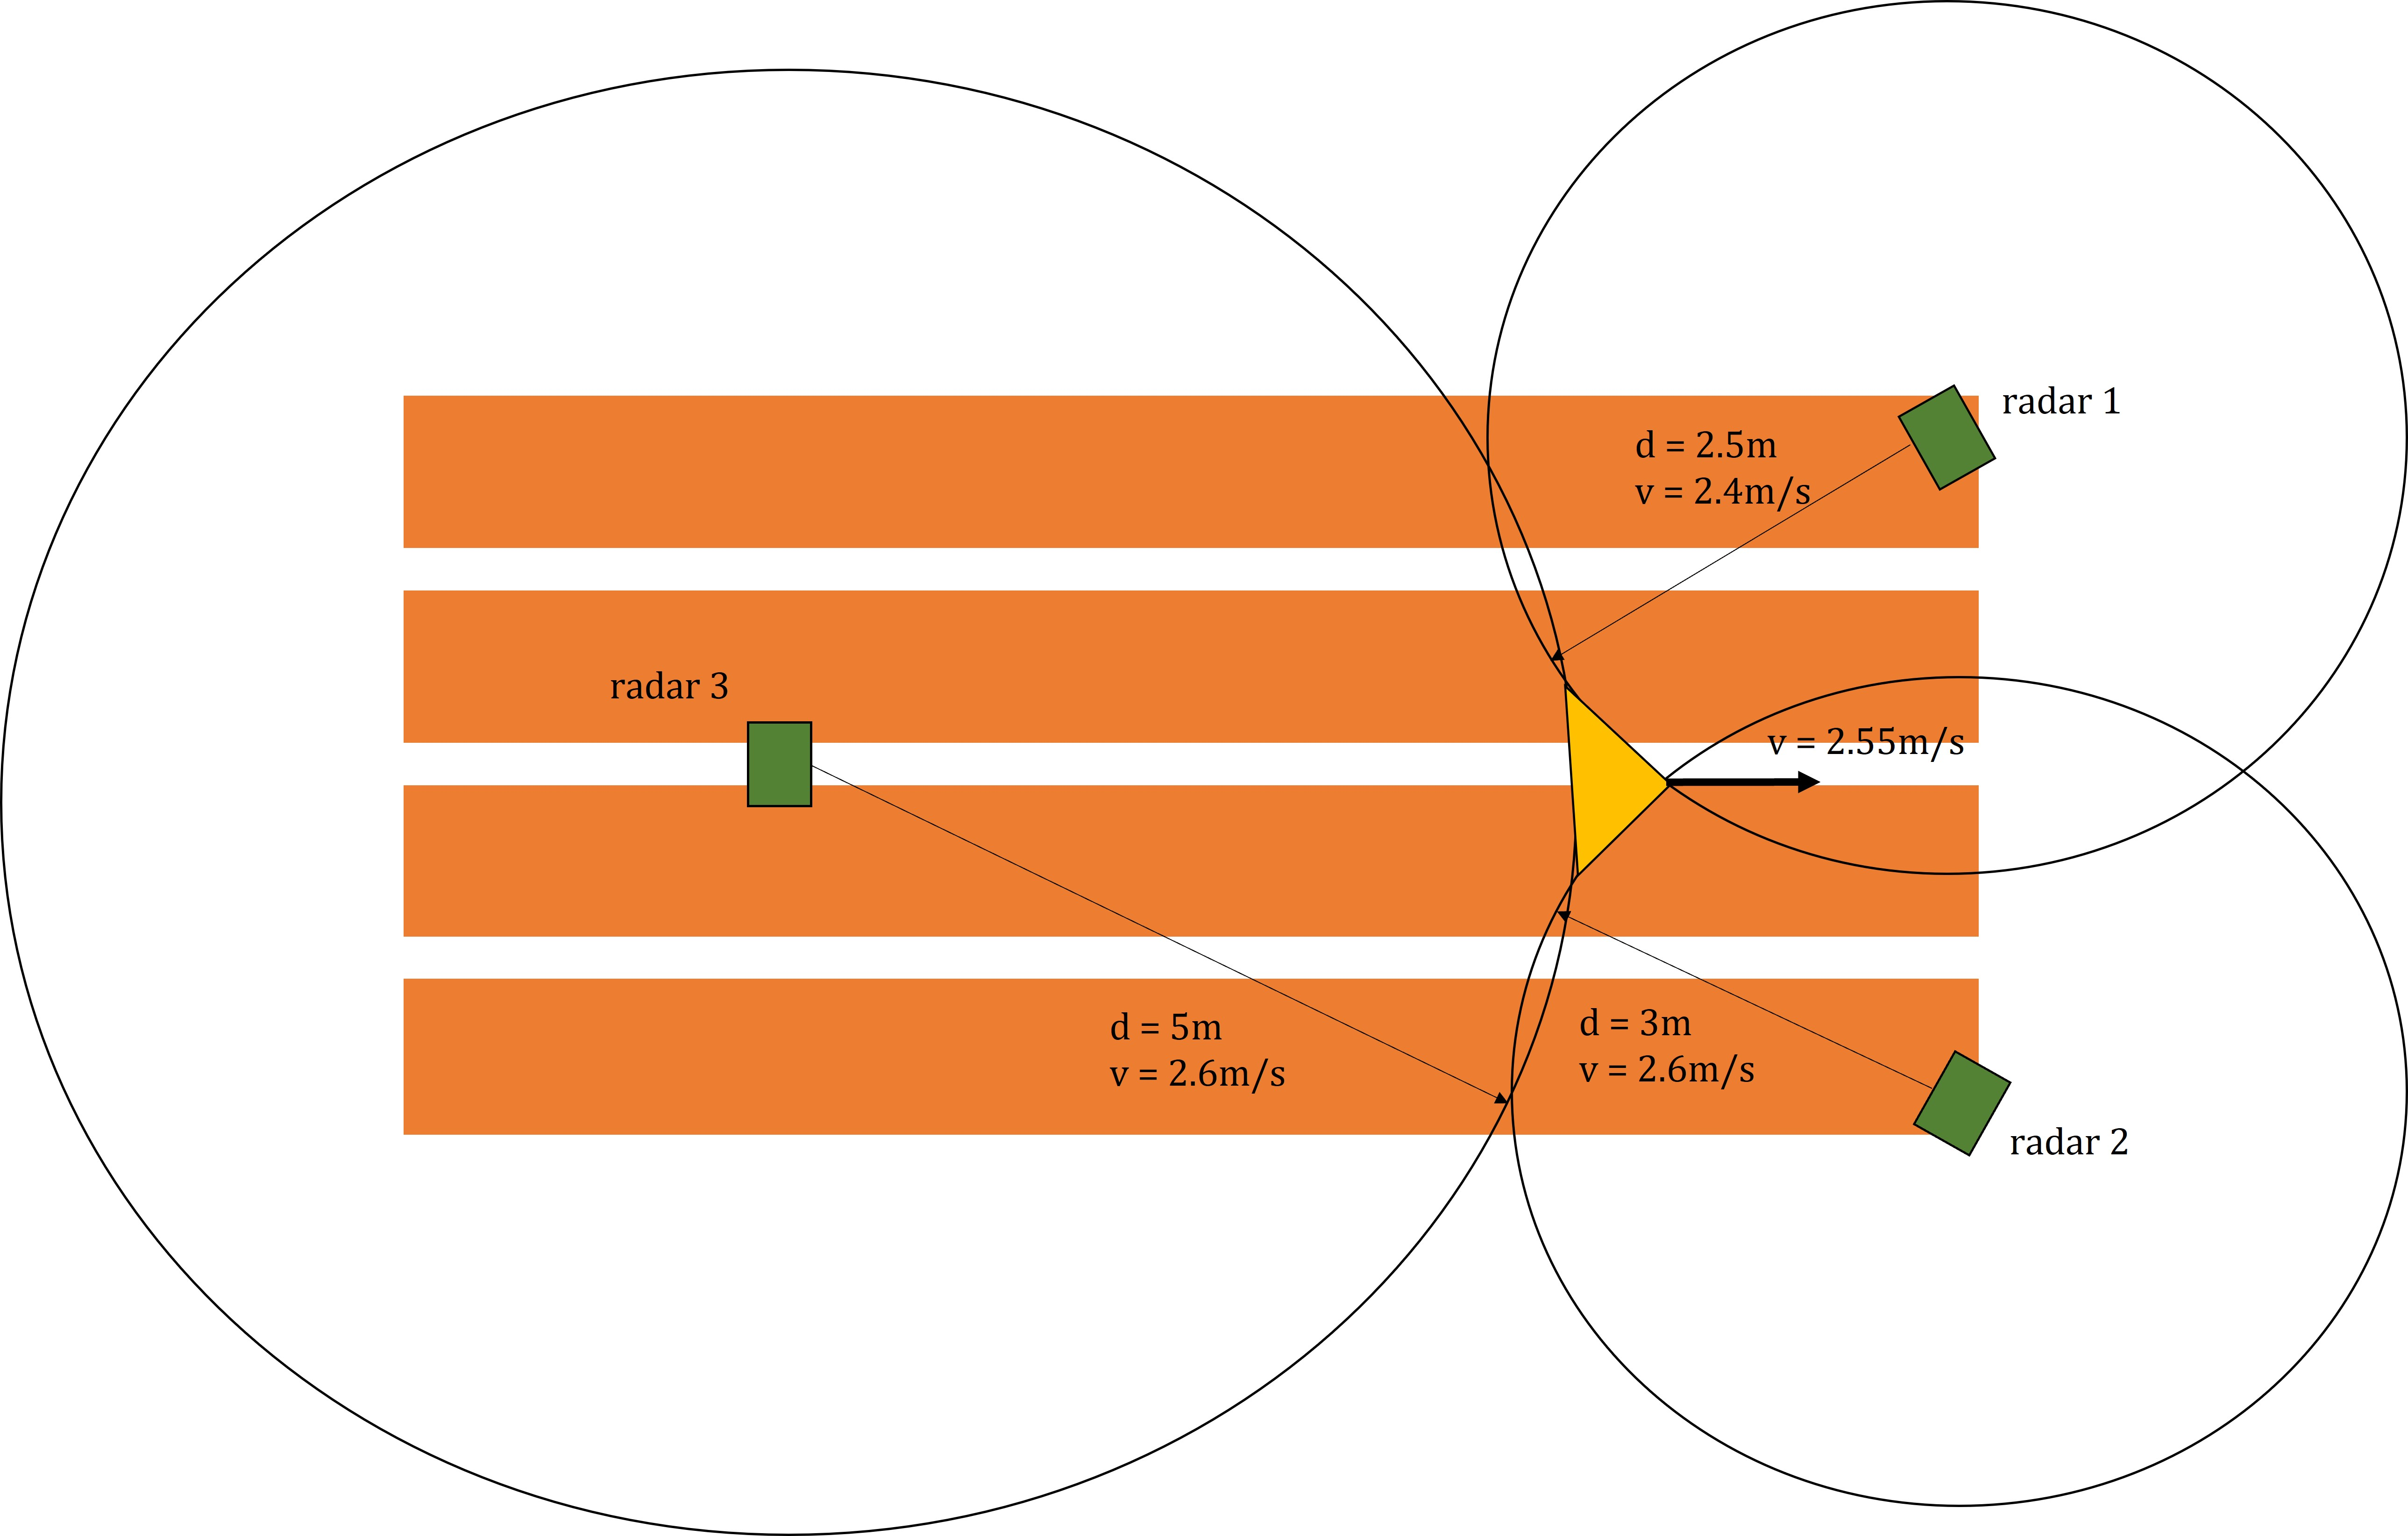 radar 1
d = 2.5m
v = 2.4m/s
radar 3
v = 2.55m/s
d = 5m
v = 2.6m/s
d = 3m
v = 2.6m/s
radar 2